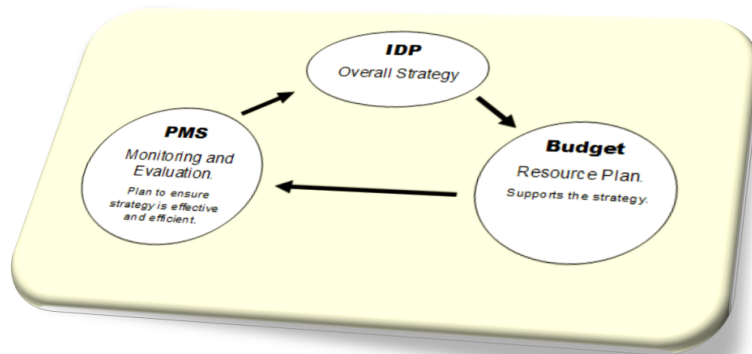 IDP
Overall Strategy
PMS
Monitoring and
Evaluation.
Plan to ensure
strategy is effective
and efficient.
Budget
Resource Plan.
Supports the strategy.